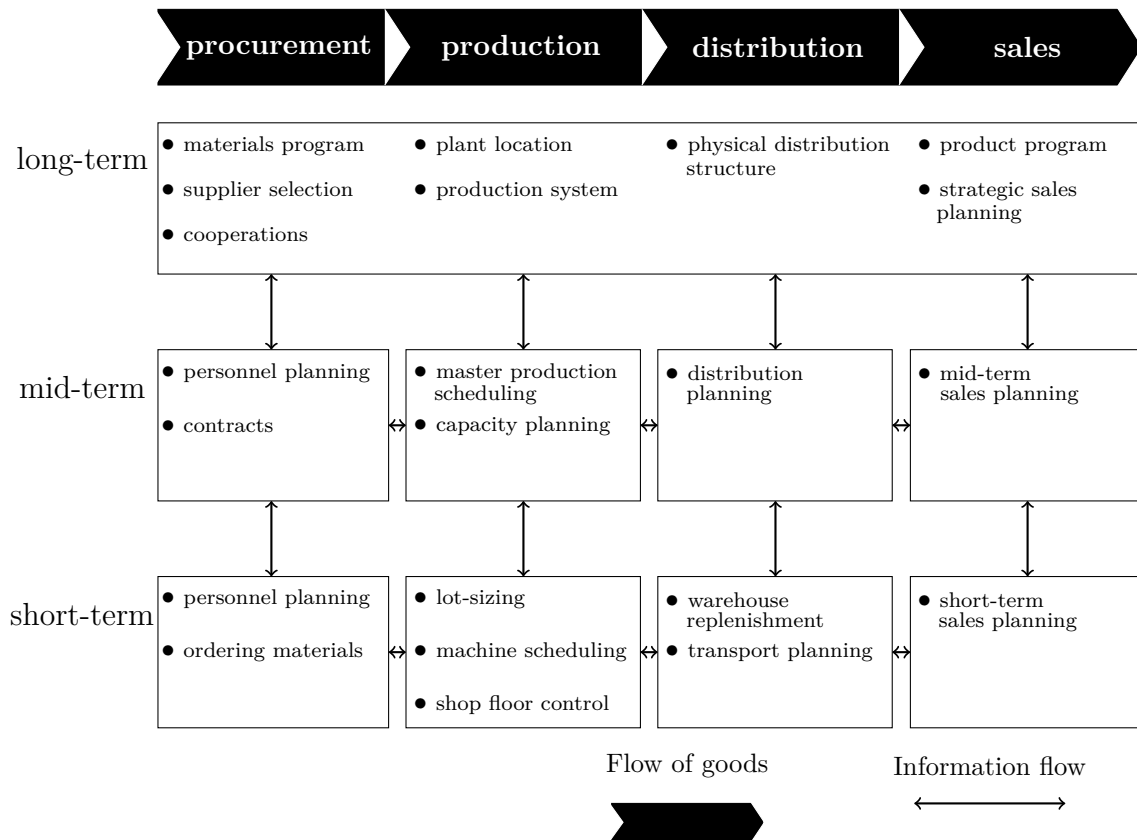 procurement production distribution sales
long-term
● materials program
● supplier selection
● cooperations
● plant location
● production system
● physical distribution
structure
● product program
● strategic sales
planning
mid-term
● personnel planning
● contracts
● master production
scheduling
● capacity planning
● distribution
planning
● mid-term
sales planning
short-term
● personnel planning
● ordering materials
● lot-sizing
● machine scheduling
● shop floor control
● warehouse
replenishment
● transport planning
● short-term
sales planning
Flow of goods
Information flow